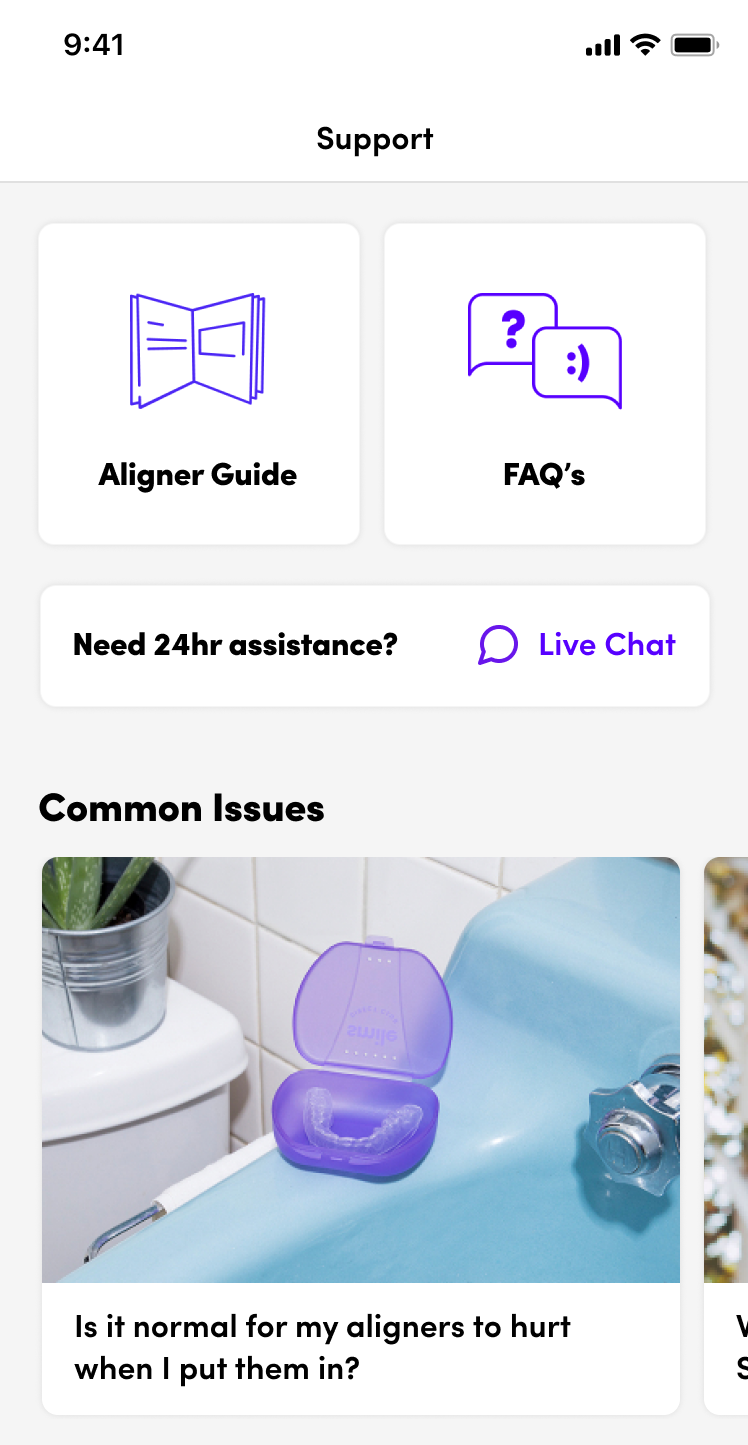 9:41
Support
?
:)
Aligner Guide
FAQ’s
Need 24hr assistance?
Live Chat
Common Issues
smile
Is it normal for my aligners to hurt
when I put them in?